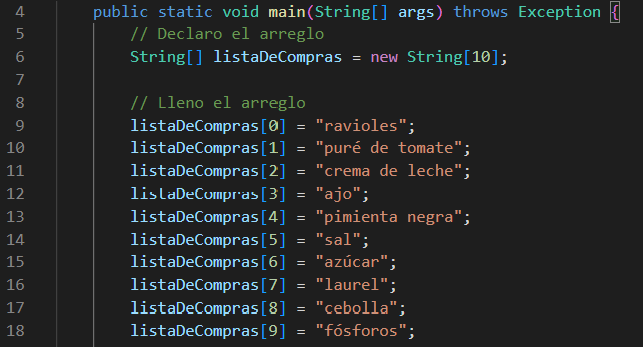 4 public static void main(String[] args) throws Exception {
5 // Declaro el arreglo
6 String[] listaDeCompras = new String[10];
7
8 // Lleno el arreglo
9 listaDeCompras[0] = "ravioles";
10 listaDeCompras[1] = "puré de tomate";
11 listaDeCompras[2] = "crema de leche";
12 listaDeCompras[3] = "ajo";
13 listaDeCompras[4] = "pimienta negra";
14 listaDeCompras[5] = "sal";
15 listaDeCompras[6] = "azúcar";
16 listaDeCompras[7] = "laurel";
17 listaDeCompras[8] = "cebolla";
18 listaDeCompras[9] = "fósforos";